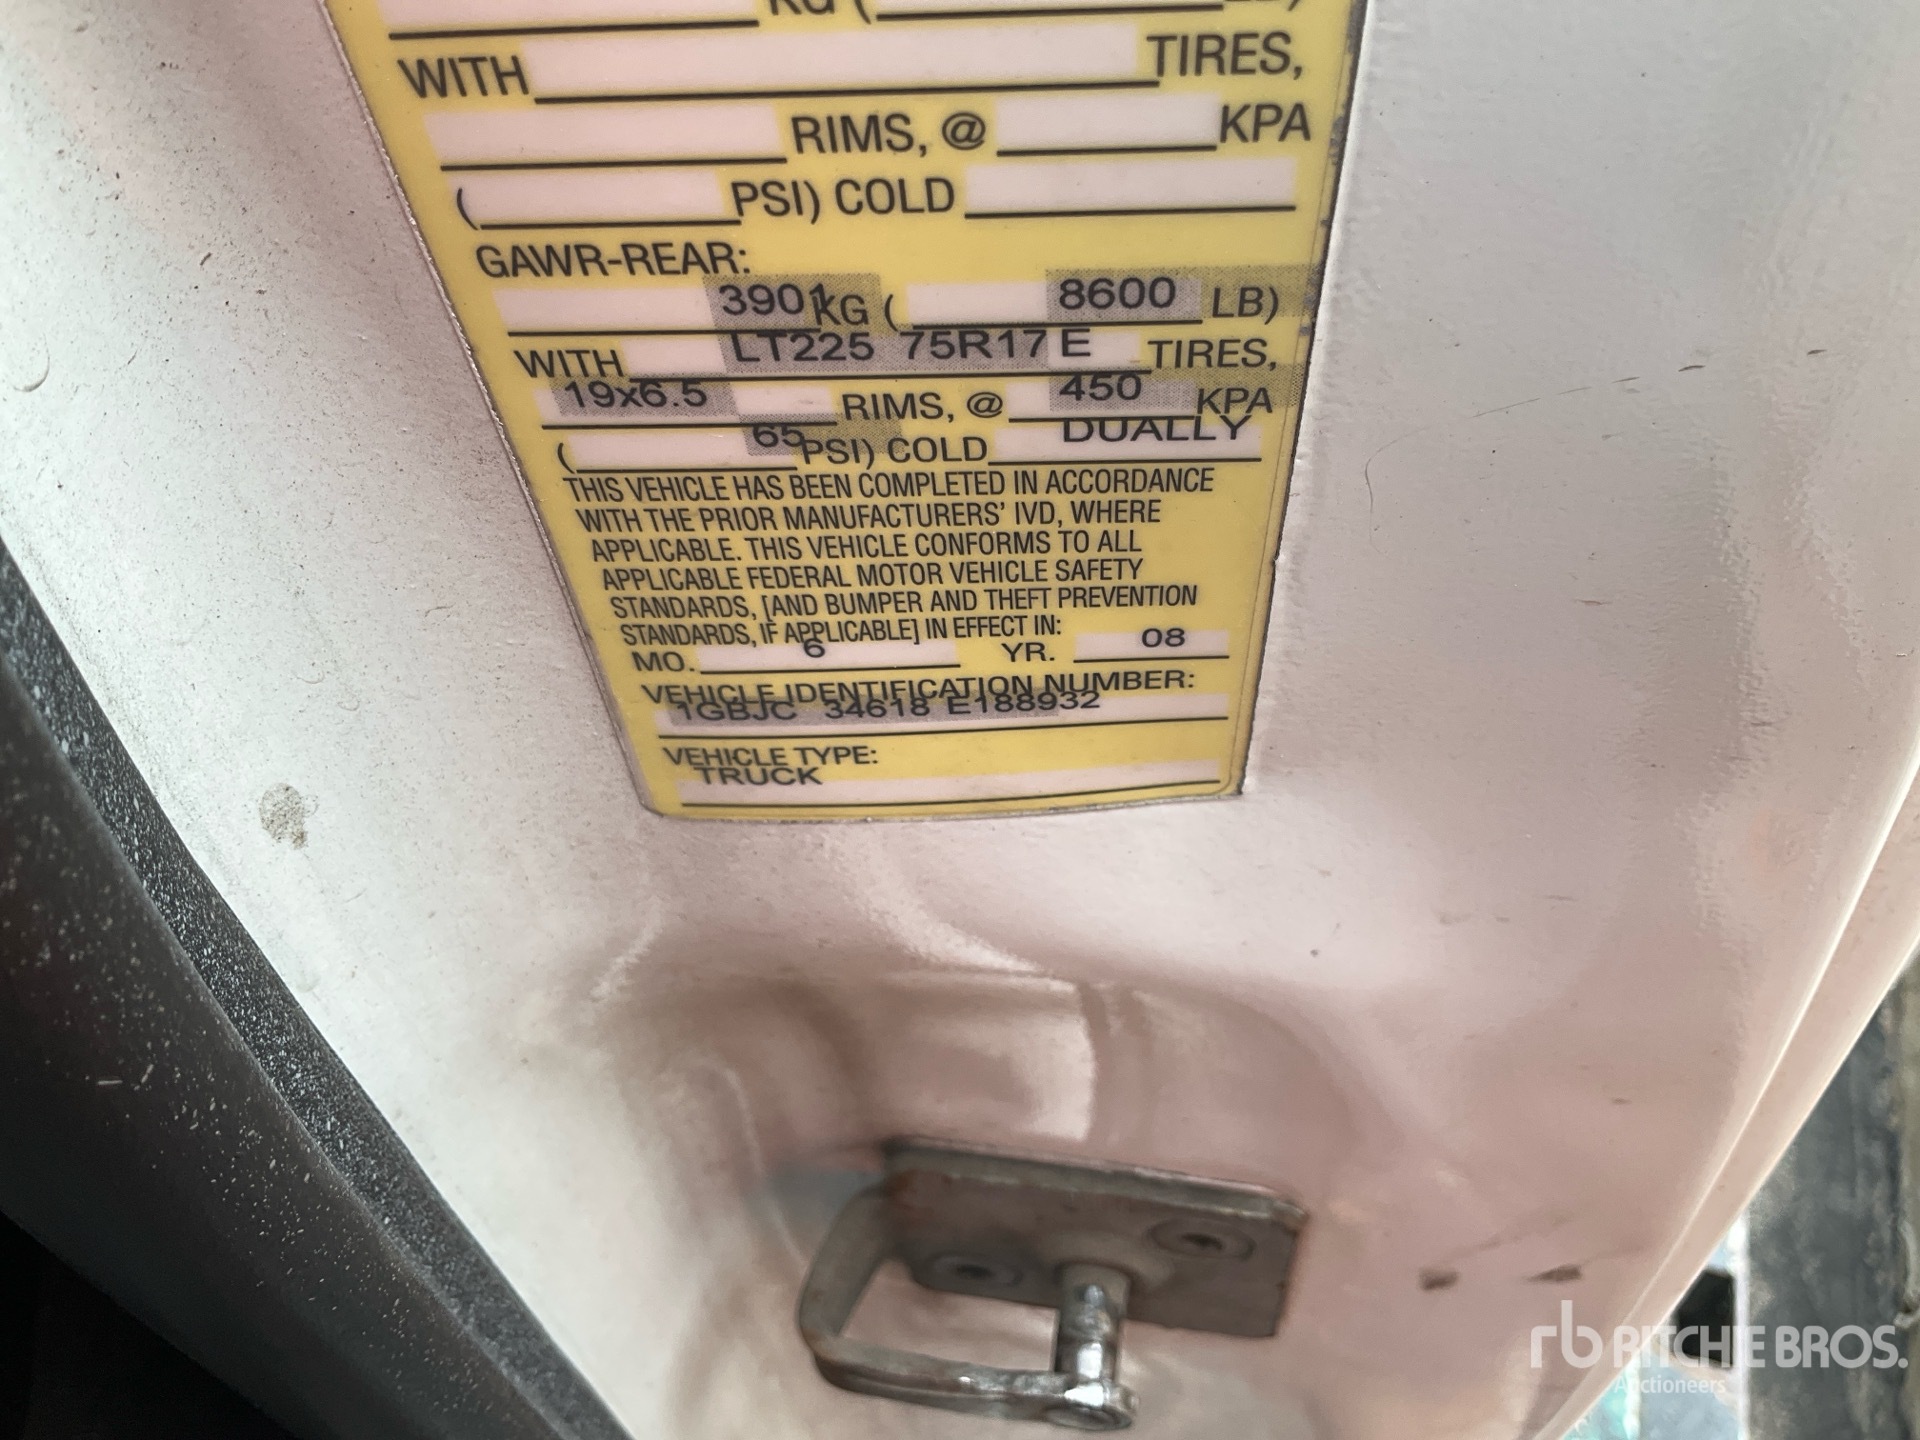 KG ( LB)
WITH TIRES,
RIMS, @ KPA
( PSI) COLD
GAWR-REAR:
3901 KG ( 8600 LB)
WITH LT225 75R17 E TIRES,
19x6.5 RIMS, @ 450 KPA
( 65 PSI) COLD DUALLY
THIS VEHICLE HAS BEEN COMPLETED IN ACCORDANCE
WITH THE PRIOR MANUFACTURERS' IVD, WHERE
APPLICABLE. THIS VEHICLE CONFORMS TO ALL
APPLICABLE FEDERAL MOTOR VEHICLE SAFETY
STANDARDS, [AND BUMPER AND THEFT PREVENTION
STANDARDS, IF APPLICABLE] IN EFFECT IN:
MO. 6 YR. 08
VEHICLE IDENTIFICATION NUMBER:
1GBJC 34618 E188932
VEHICLE TYPE:
TRUCK
rb RITCHIE BROS.
Auctioneers